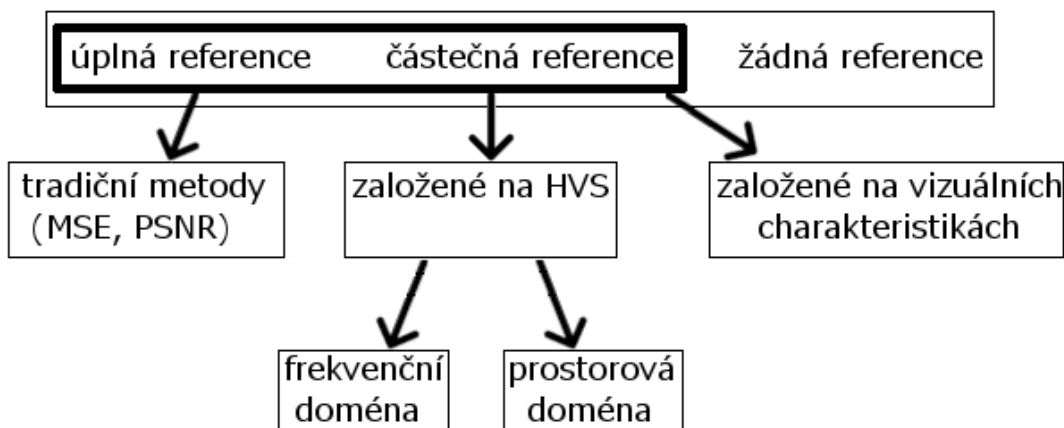 úplná reference částečná reference žádná reference
tradiční metody
(MSE, PSNR)
založené na HVS
založené na vizuálních
charakteristikách
frekvenční
doména
prostorová
doména